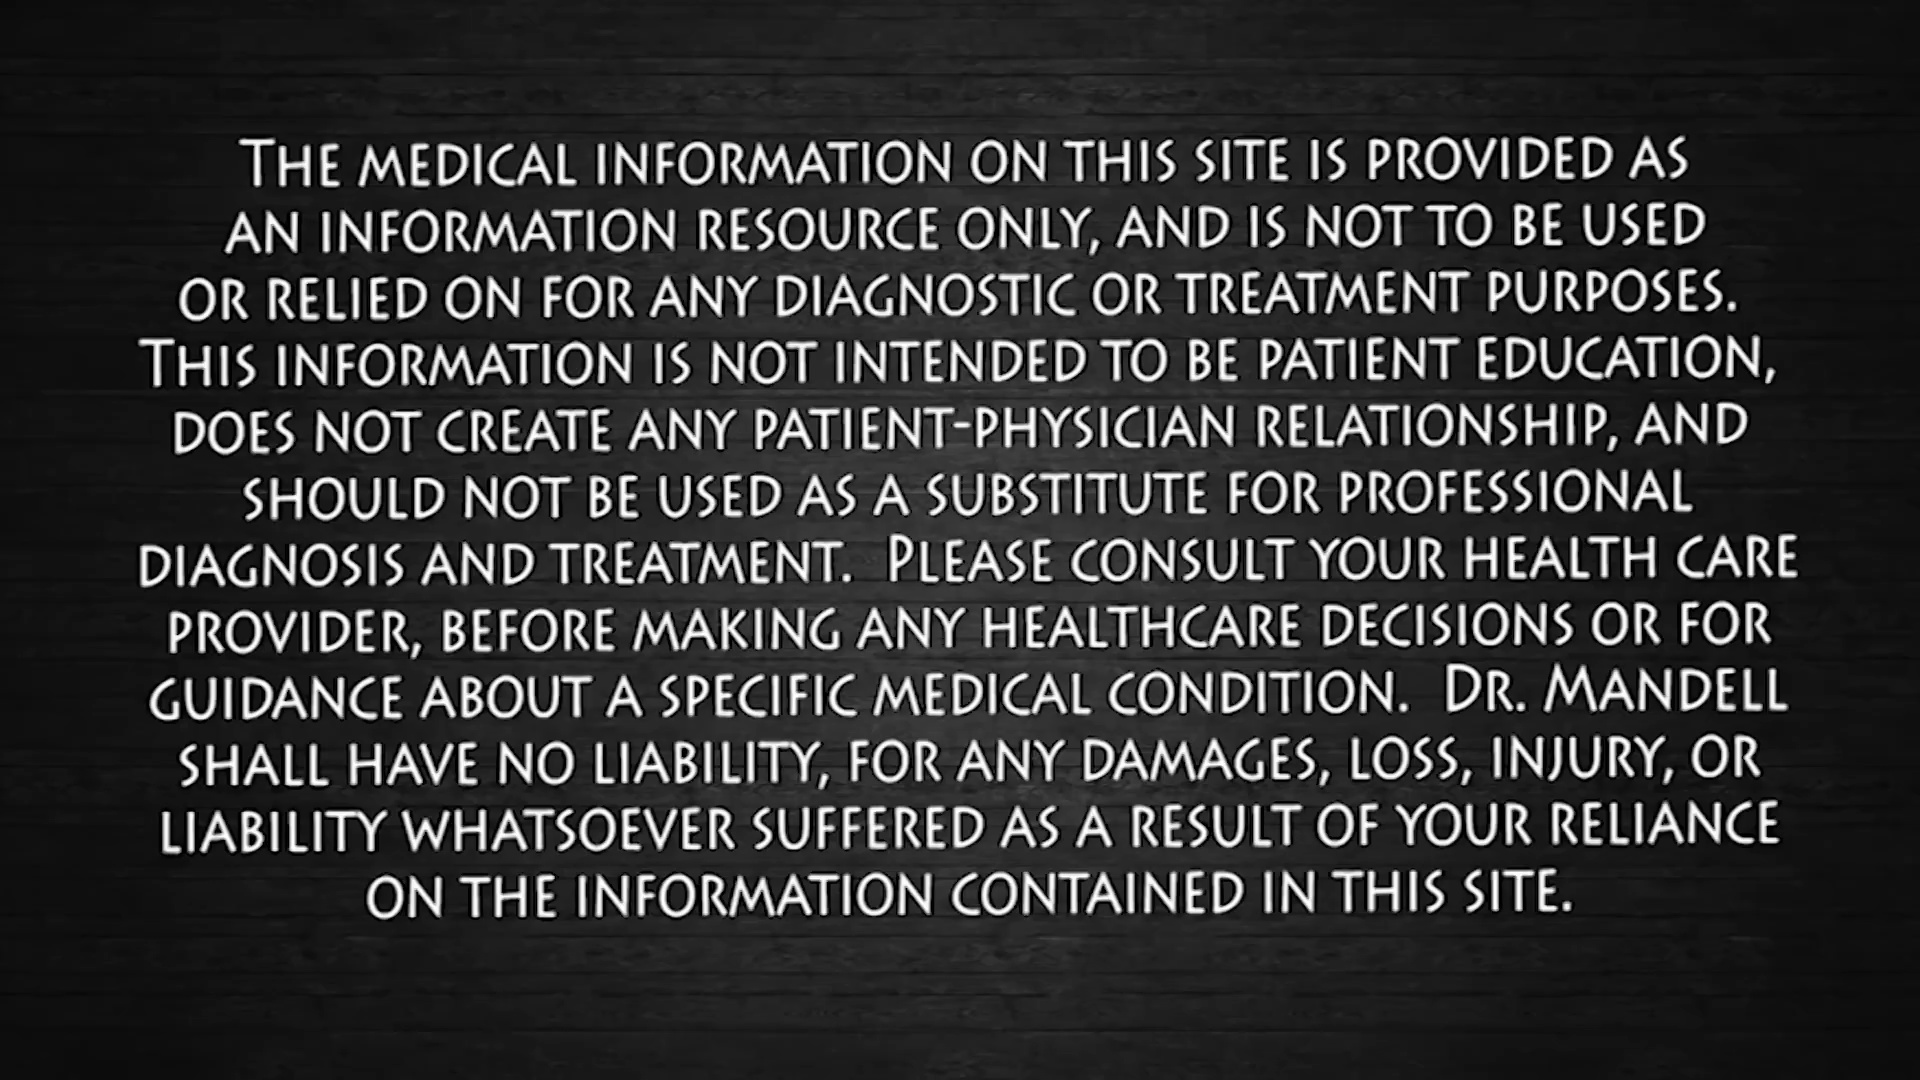 The medical information on this site is provided as
an information resource only, and is not to be used
or relied on for any diagnostic or treatment purposes.
This information is not intended to be patient education,
does not create any patient-physician relationship, and
should not be used as a substitute for professional
diagnosis and treatment.  Please consult your health care
provider, before making any healthcare decisions or for
guidance about a specific medical condition.  Dr. Mandell
shall have no liability, for any damages, loss, injury, or
liability whatsoever suffered as a result of your reliance
on the information contained in this site.